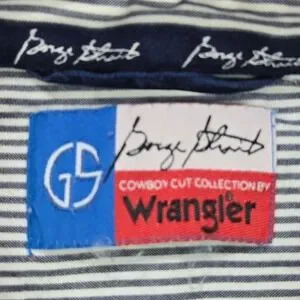 George Strait George Strait
George Strait
GS
COWBOY CUT COLLECTION BY
Wrangler